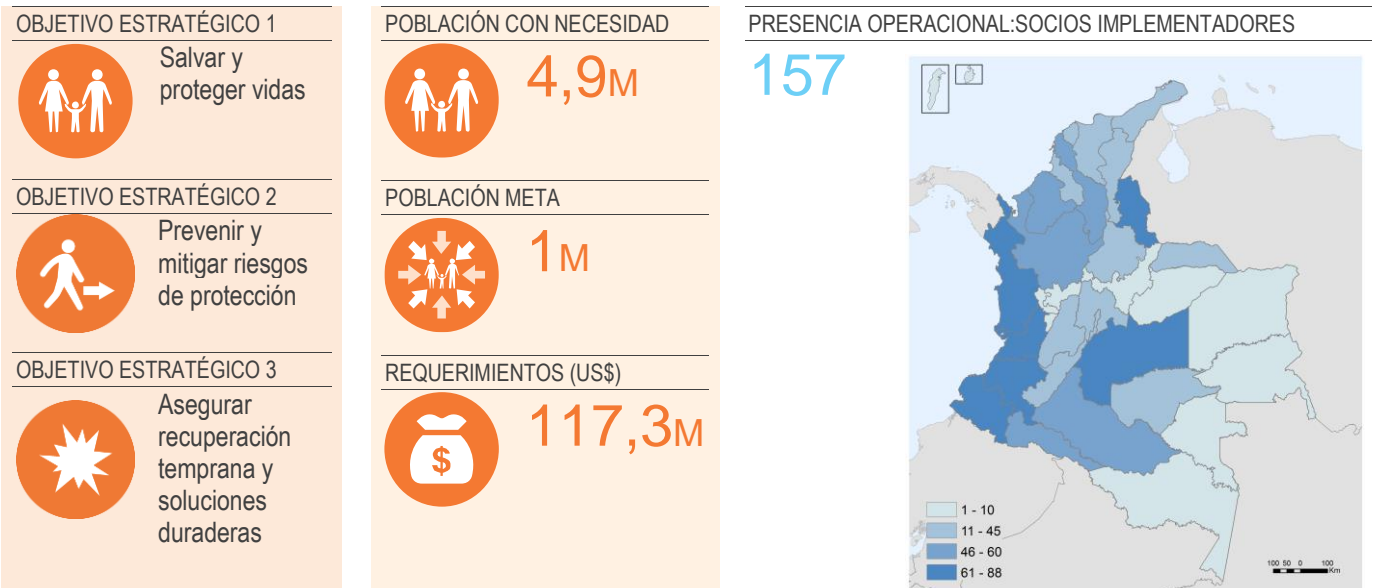 OBJETIVO ESTRATÉGICO 1
Salvar y
proteger vidas
OBJETIVO ESTRATÉGICO 2
Prevenir y
mitigar riesgos
de protección
OBJETIVO ESTRATÉGICO 3
Asegurar
recuperación
temprana y
soluciones
duraderas
POBLACIÓN CON NECESIDAD
4,9M
POBLACIÓN META
1M
REQUERIMIENTOS (US$)
$
117,3M
PRESENCIA OPERACIONAL:SOCIOS IMPLEMENTADORES
157
1 - 10
11 - 45
46 - 60
61 - 88
100 50 0 100
Km